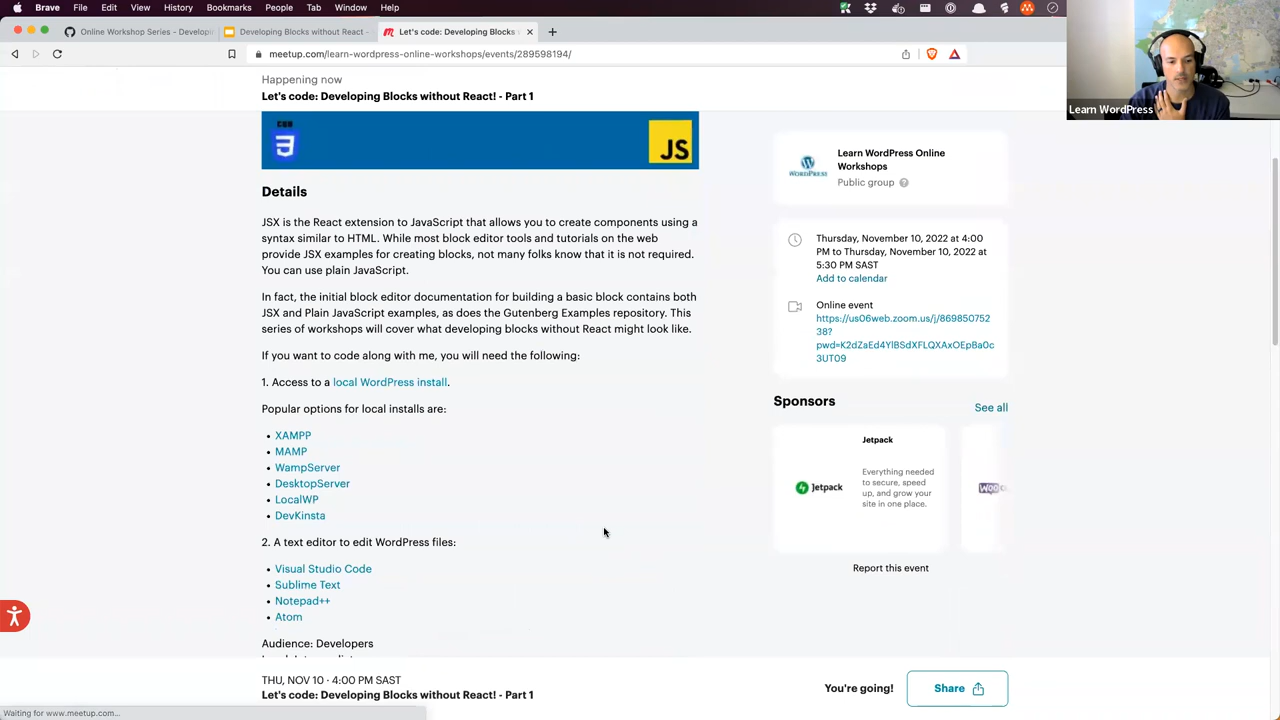 Brave File Edit View History Bookmarks People Tab Window Help
Online Workshop Series - Developi
Developing Blocks without React -
Let's code: Developing Blocks
meetup.com/learn-wordpress-online-workshops/events/289598194/
Learn WordPress
Happening now
Let's code: Developing Blocks without React! - Part 1
JS
Details
JSX is the React extension to JavaScript that allows you to create components using a
syntax similar to HTML. While most block editor tools and tutorials on the web
provide JSX examples for creating blocks, not many folks know that it is not required.
You can use plain JavaScript.
In fact, the initial block editor documentation for building a basic block contains both
JSX and Plain JavaScript examples, as does the Gutenberg Examples repository. This
series of workshops will cover what developing blocks without React might look like.
If you want to code along with me, you will need the following:
1. Access to a local WordPress install.
Popular options for local installs are:
• XAMPP
• MAMP
• WampServer
• DesktopServer
• LocalWP
• DevKinsta
2. A text editor to edit WordPress files:
• Visual Studio Code
• Sublime Text
• Notepad++
• Atom
Audience: Developers
WORDPRESS
Learn WordPress Online
Workshops
Public group
Thursday, November 10, 2022 at 4:00
PM to Thursday, November 10, 2022 at
5:30 PM SAST
Add to calendar
Online event
https://us06web.zoom.us/j/869850752
38?
pwd=K2dZaEd4YlBSdXFLQXAxOEpBa0c
3UT09
Sponsors
See all
Jetpack
Jetpack
Everything needed
to secure, speed
up, and grow your
site in one place.
Woo
Report this event
THU, NOV 10 · 4:00 PM SAST
Let's code: Developing Blocks without React! - Part 1
You're going!
Share
Waiting for www.meetup.com...